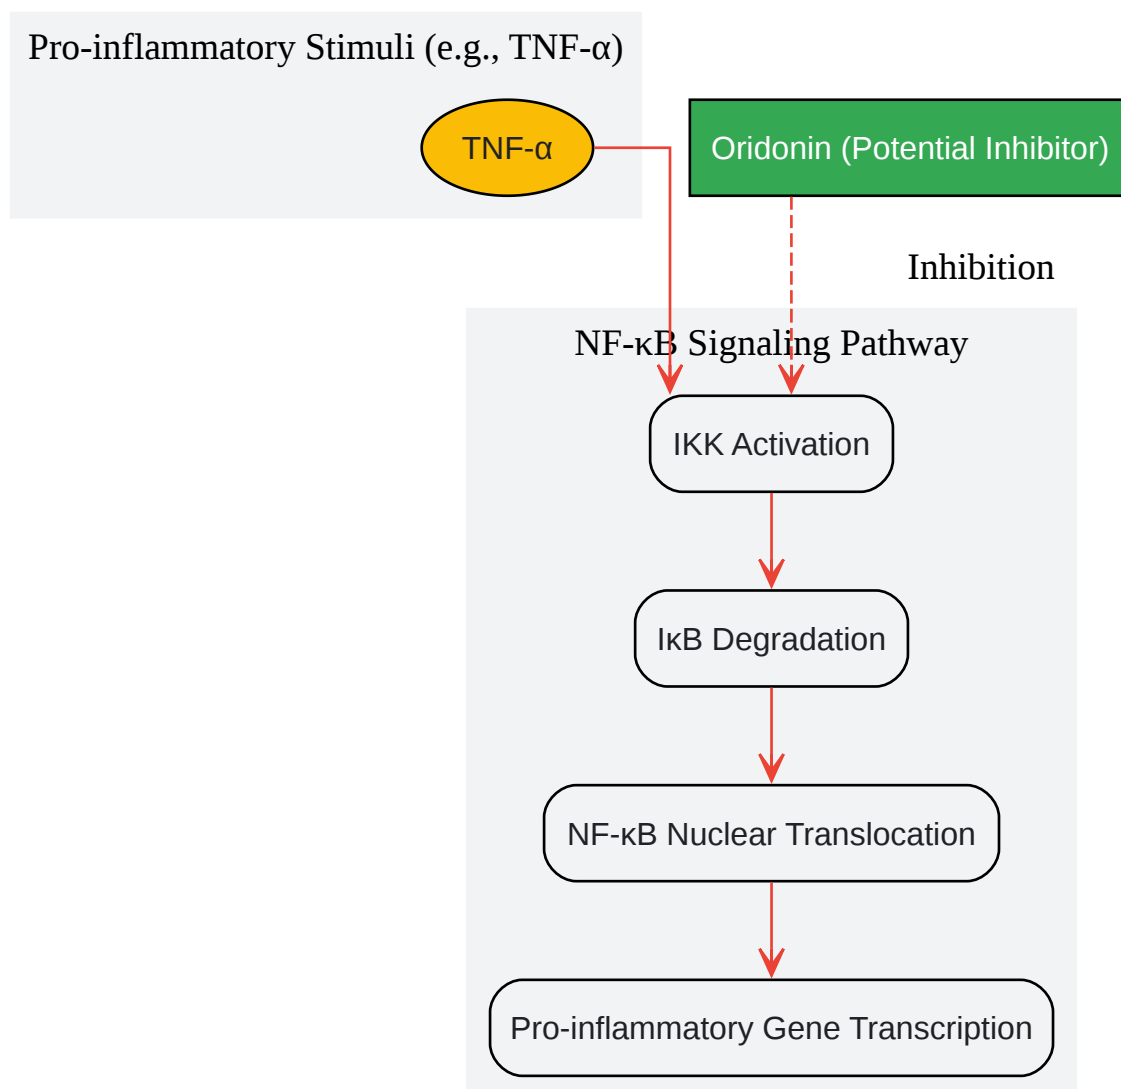 Pro-inflammatory Stimuli (e.g., TNF-α)
TNF-α
Oridonin (Potential Inhibitor)
Inhibition
NF-κB Signaling Pathway
IKK Activation
IκB Degradation
NF-κB Nuclear Translocation
Pro-inflammatory Gene Transcription